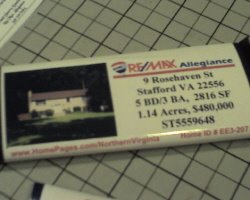 RE/MAX Allegiance
9 Rosehaven St
Stafford VA 22556
5 BD/3 BA, 2816 SF
1.14 Acres, $480,000
ST5559648
www.HomePages.com/NorthernVirginia
Home ID # EE3-207